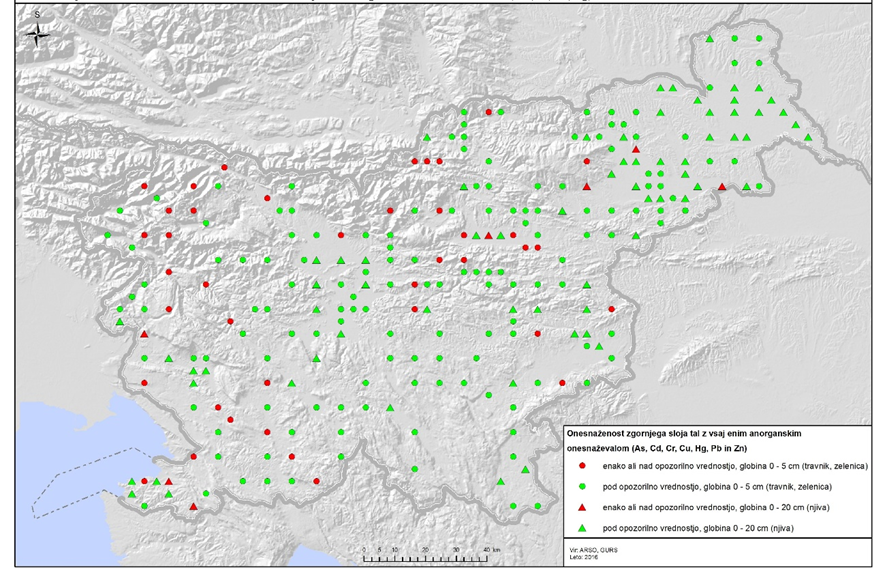 S
Onesnaženost zgornjega sloja tal z vsaj enim anorganskim
onesnaževalom (As, Cd, Cr, Cu, Hg, Pb in Zn)
enako ali nad opozorilno vrednostjo, globina 0 - 5 cm (travnik, zelenica)
pod opozorilno vrednostjo, globina 0 - 5 cm (travnik, zelenica)
enako ali nad opozorilno vrednostjo, globina 0 - 20 cm (njiva)
pod opozorilno vrednostjo, globina 0 - 20 cm (njiva)
0 5 10 20 30 40 km
Vir: ARSO, GURS
Leto: 2016